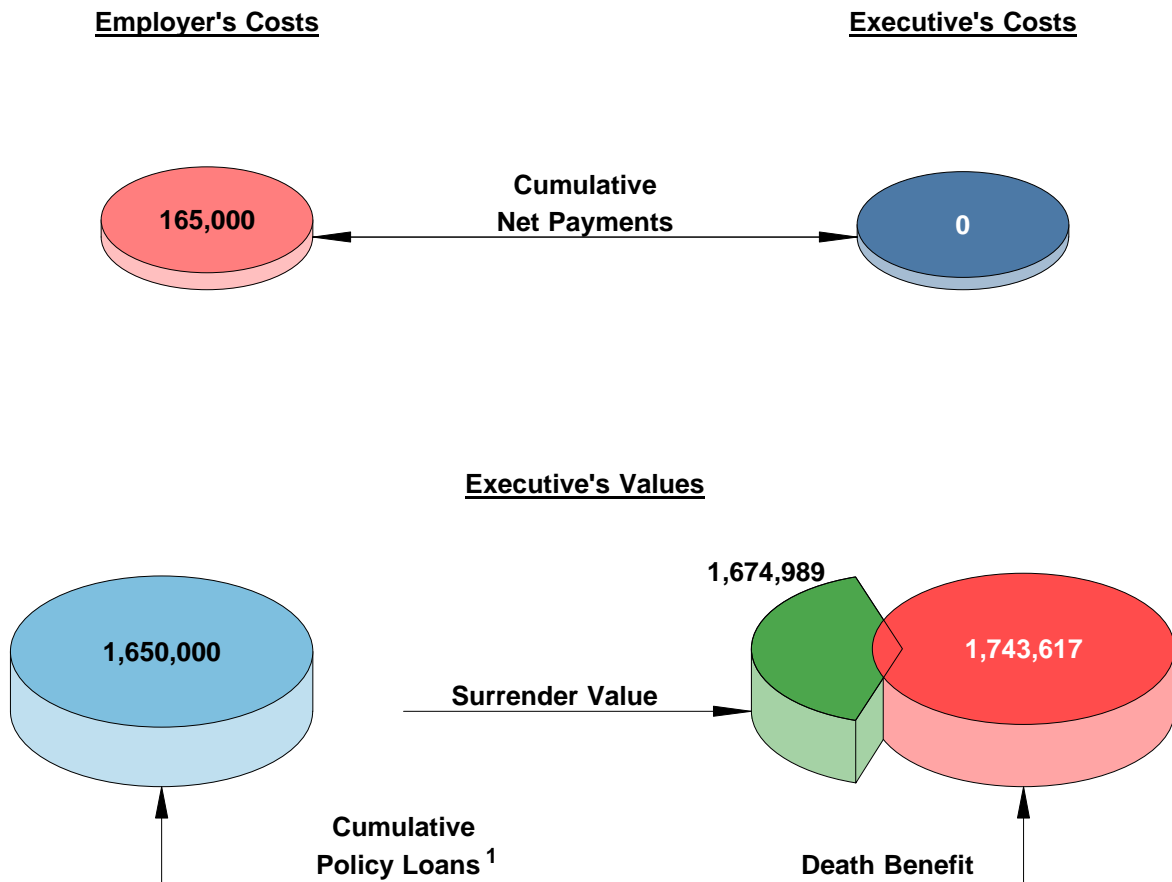 Employer's Costs
Executive's Costs
165,000
Cumulative
Net Payments
0
Executive's Values
1,650,000
Surrender Value
1,674,989
1,743,617
Cumulative
Policy Loans 1
Death Benefit